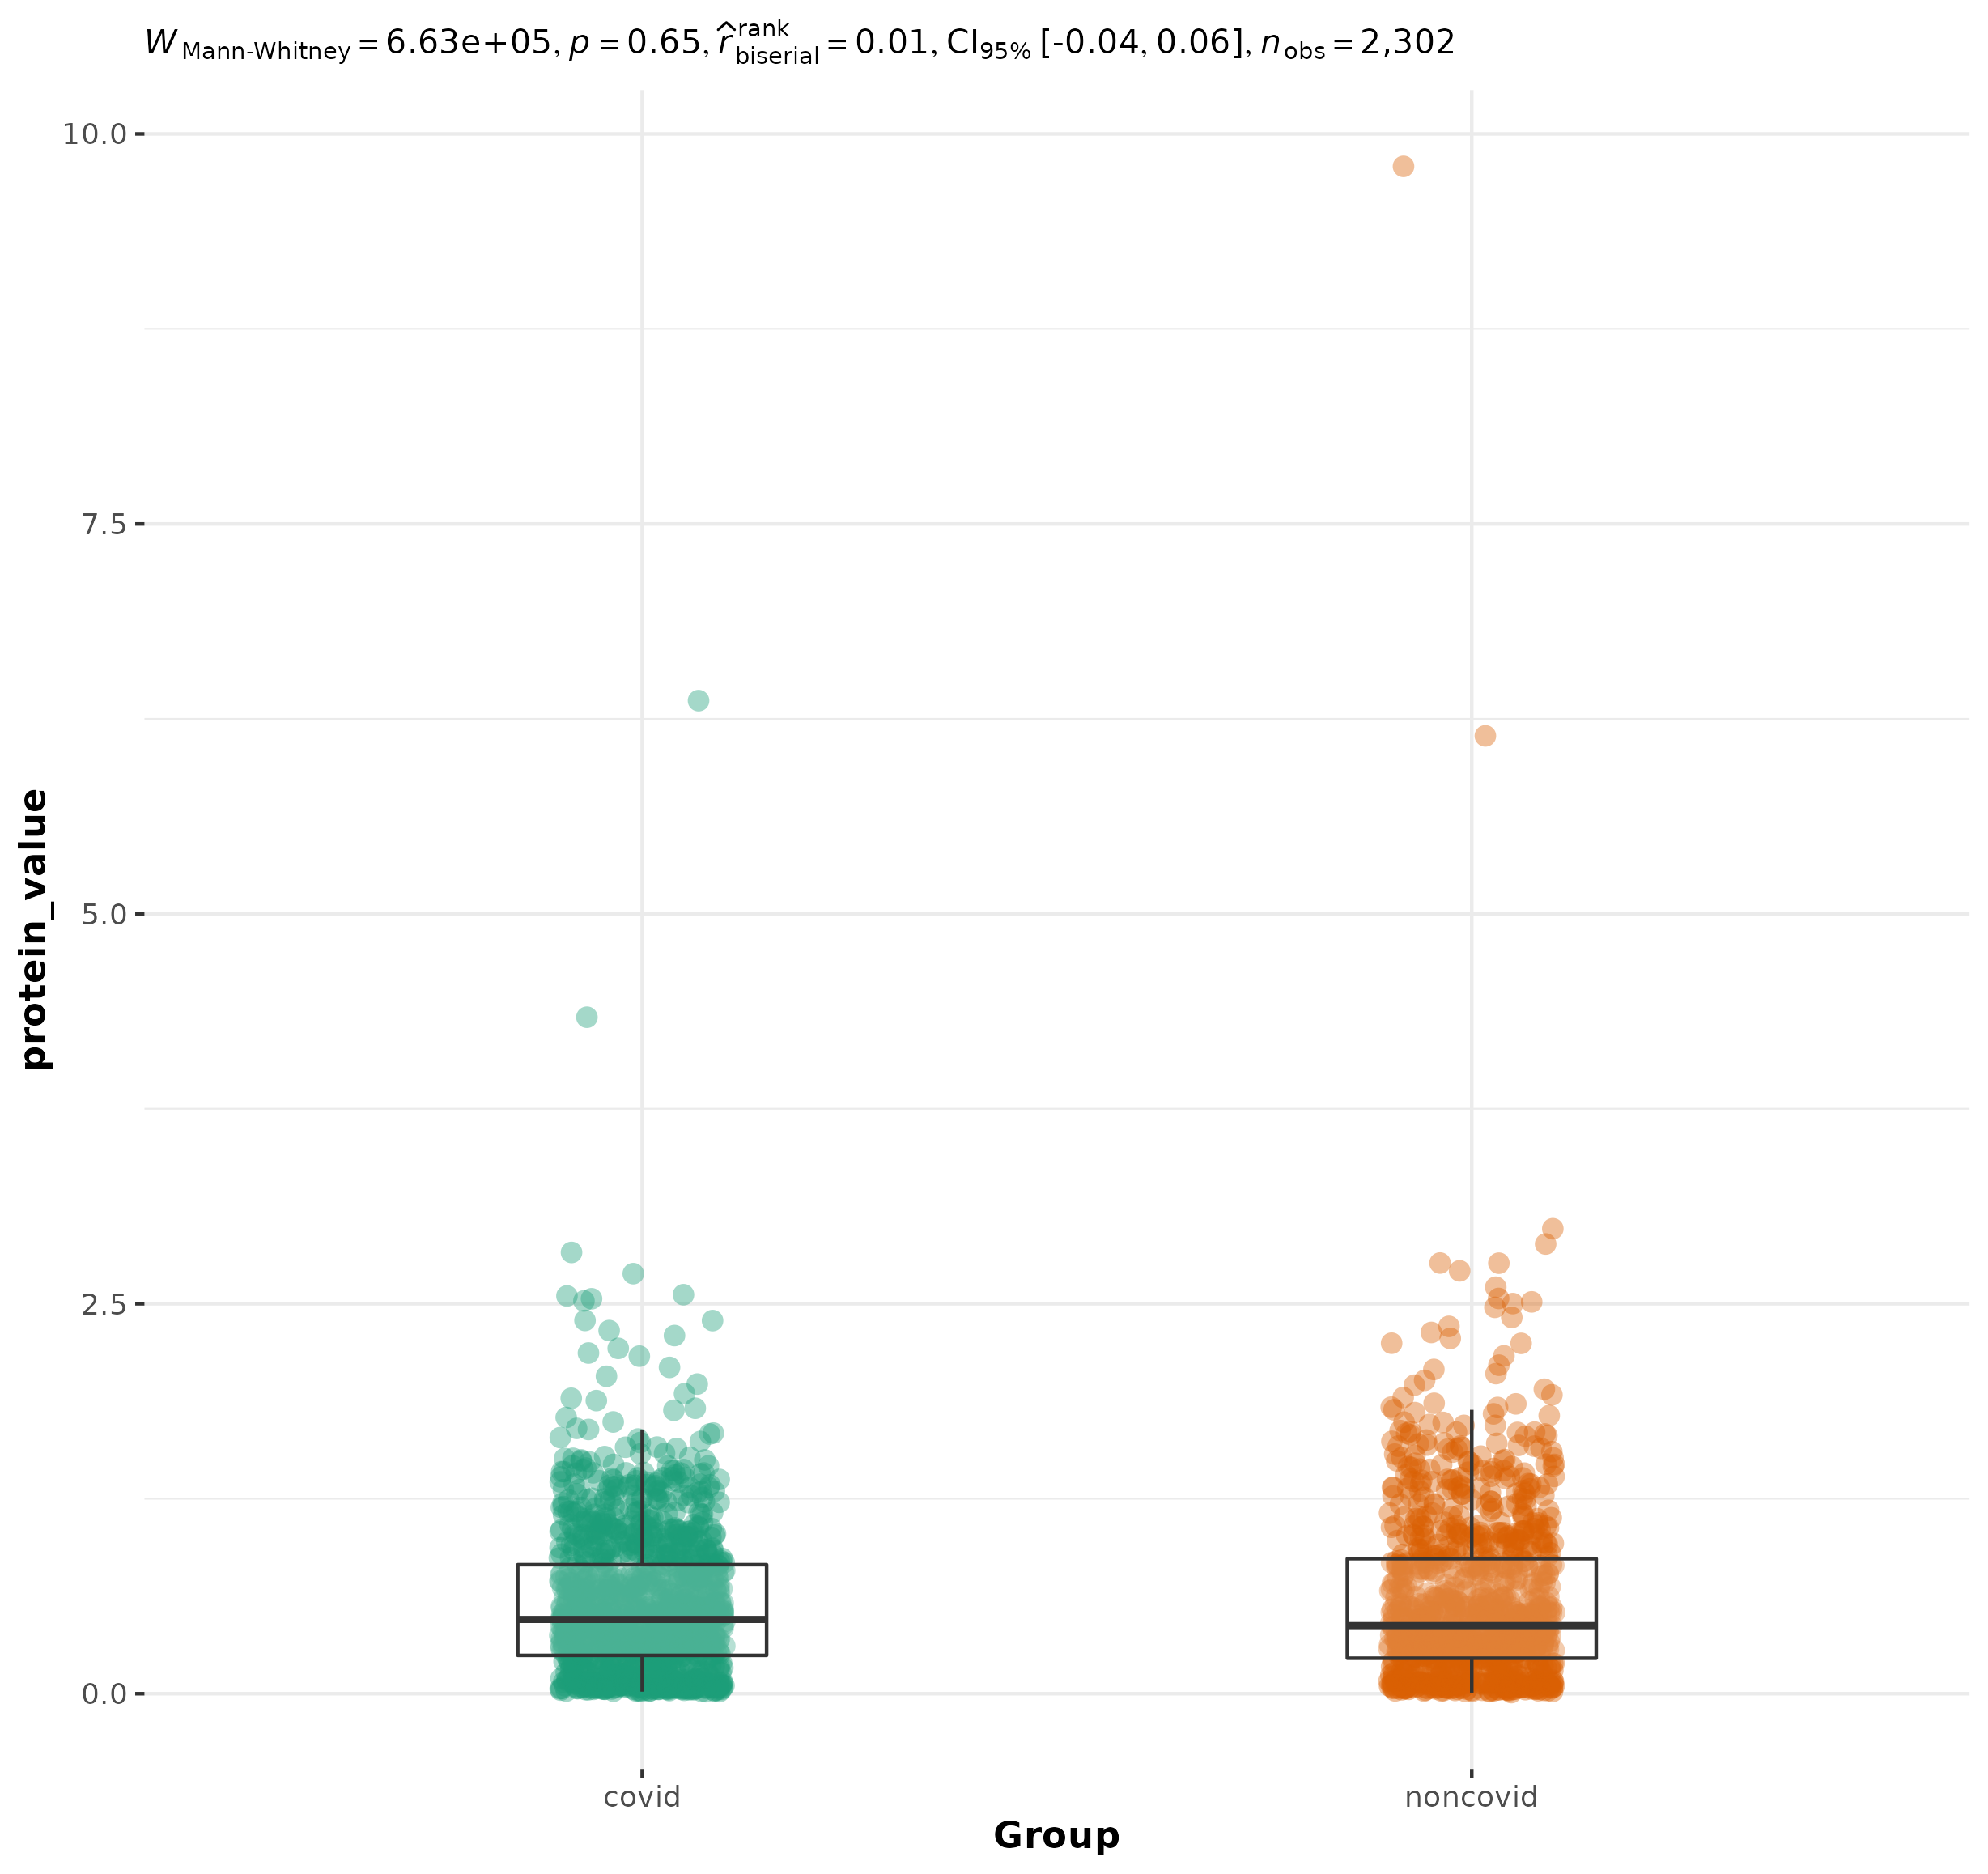 W Mann-Whitney = 6.63e+05, p = 0.65, r̂ rank biserial = 0.01, CI95% [-0.04, 0.06], nobs = 2,302
10.0
7.5
5.0
2.5
0.0
protein_value
covid noncovid
Group